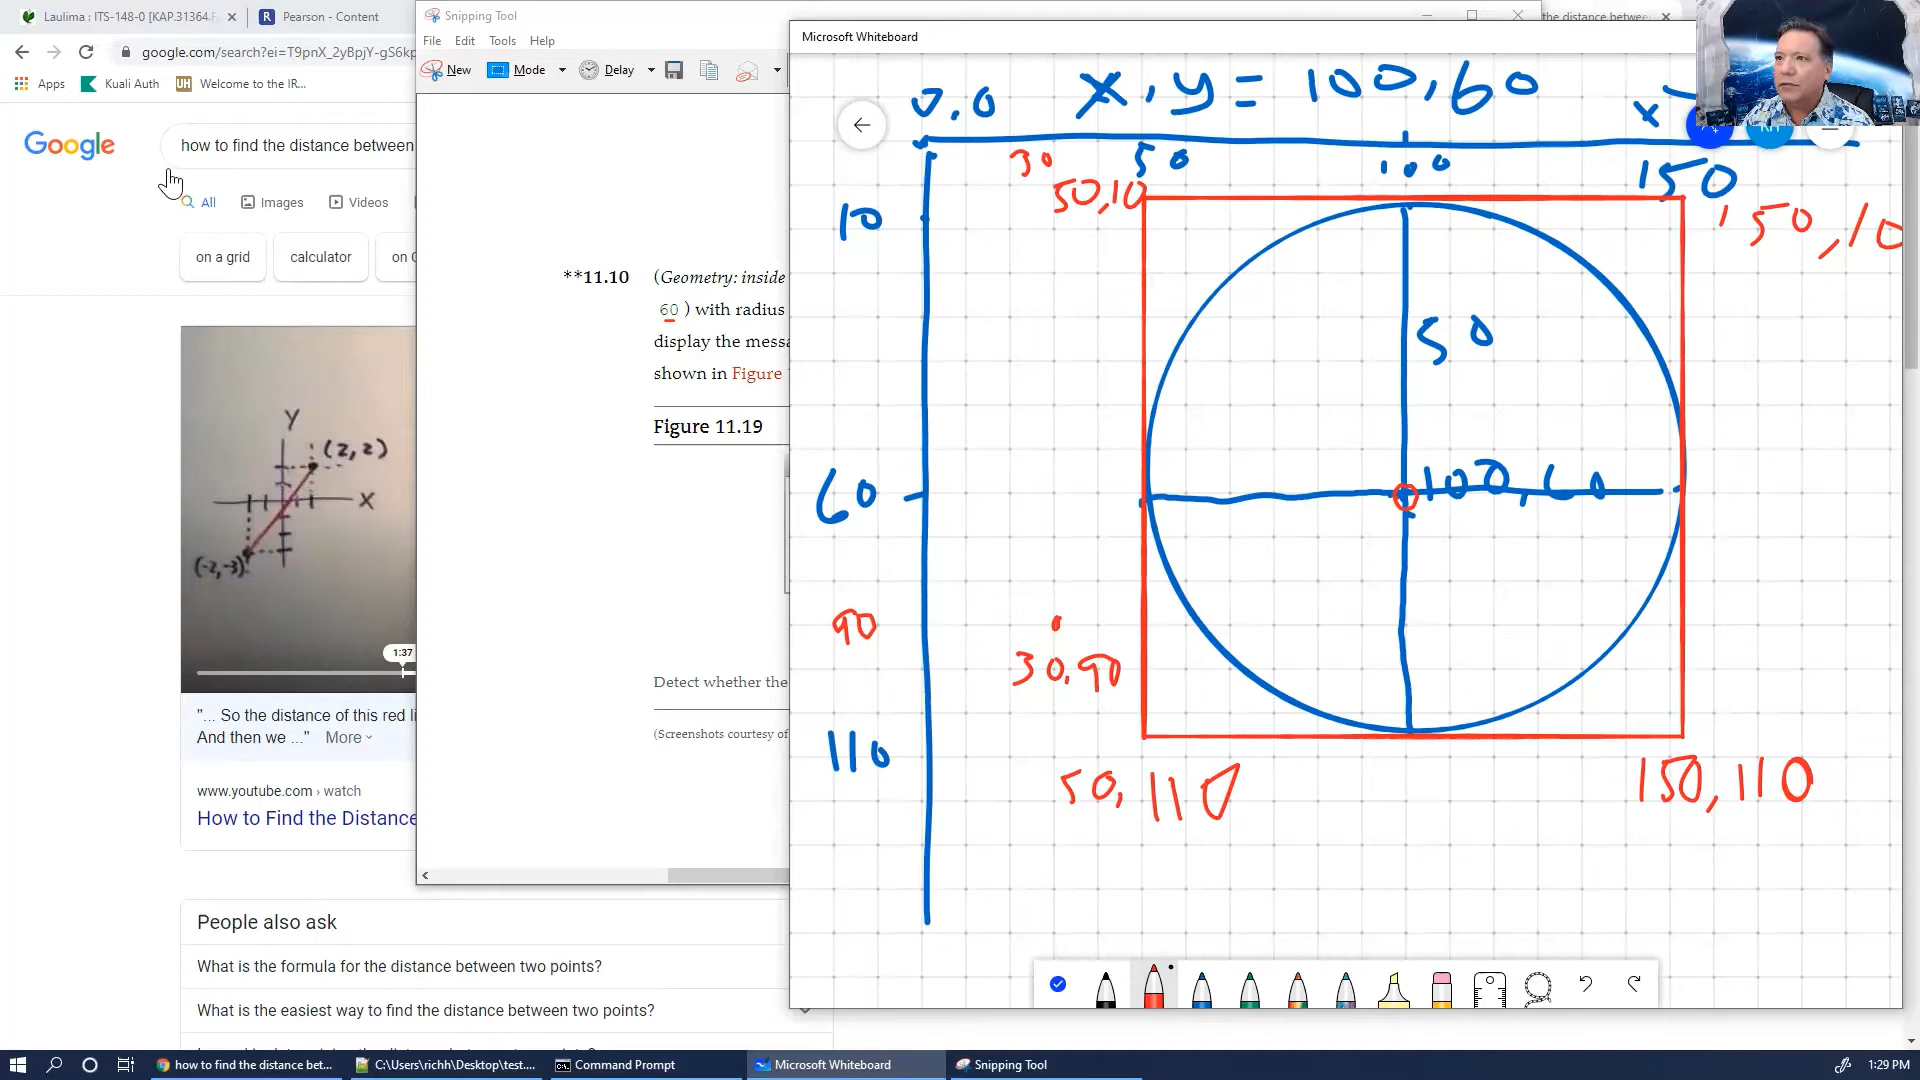 Laulima : ITS-148-0 [KAP.31364.F
Pearson - Content
google.com/search?ei=T9pnX_2yBpjY-gS6kp
Apps
Kuali Auth
Welcome to the IR...
Google
how to find the distance between
All
Images
Videos
on a grid
calculator
Y
(2, 2)
X
(-2,-3)
1:37
"... So the distance of this red li
And then we ..." More
www.youtube.com › watch
How to Find the Distance
People also ask
What is the formula for the distance between two points?
What is the easiest way to find the distance between two points?
Snipping Tool
File Edit Tools Help
New Mode Delay
**11.10 (Geometry: inside
60 ) with radius
display the messa
shown in Figure
Figure 11.19
Detect whether the
(Screenshots courtesy of
the distance betwee
Microsoft Whiteboard
0,0 x,y = 100,60 x
30 50 100 150
50,10
150,10
10
50
60
100,60
90
30,90
110
50,110
150,110
how to find the distance bet...
C:\Users\richh\Desktop\test....
Command Prompt
Microsoft Whiteboard
Snipping Tool
1:29 PM